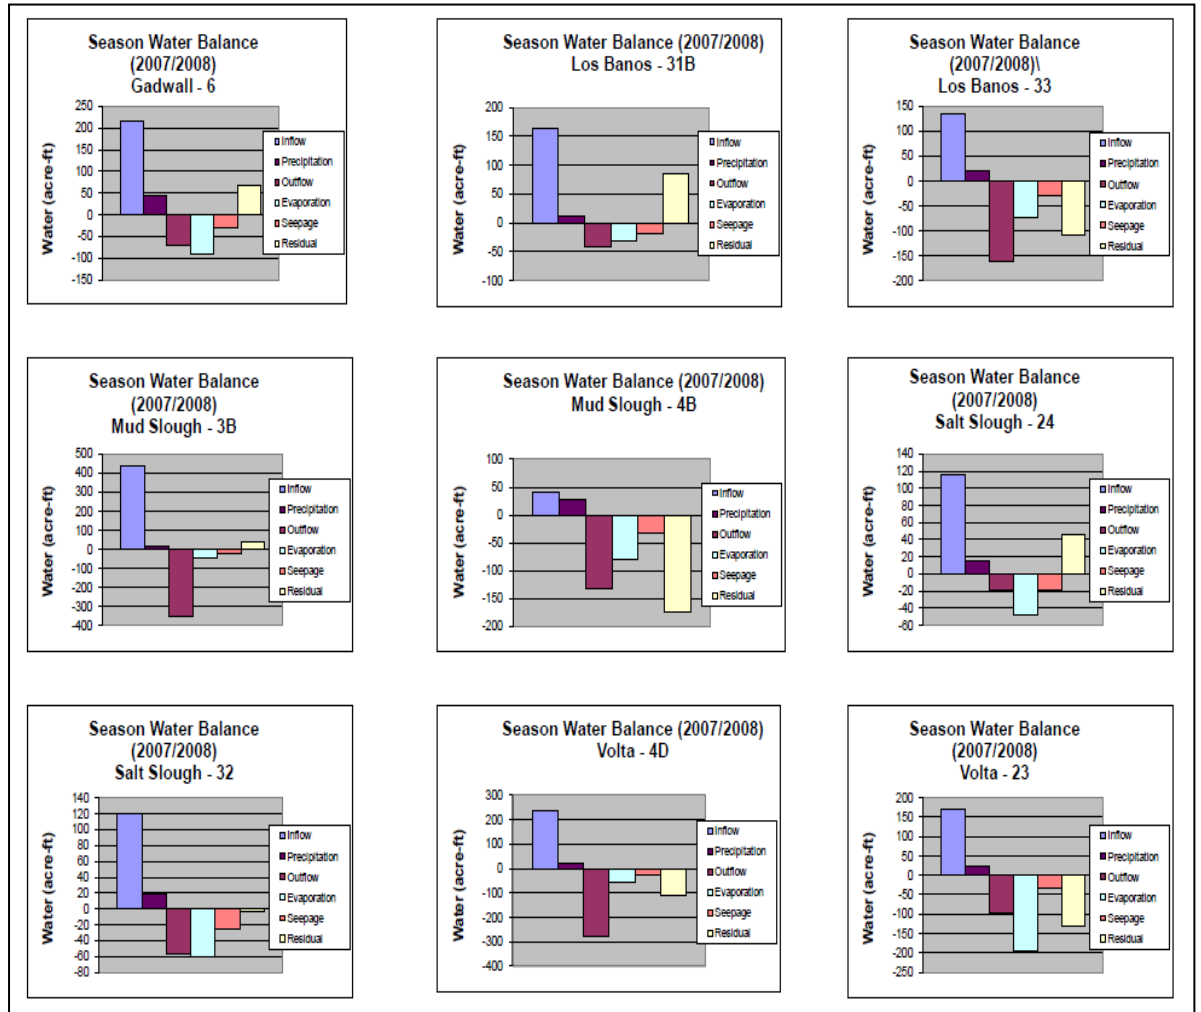 Season Water Balance
(2007/2008)
Gadwall - 6
Water (acre-ft)
250
200
150
100
50
0
-50
-100
-150
Inflow
Precipitation
Outflow
Evaporation
Seepage
Residual
Season Water Balance (2007/2008)
Los Banos - 31B
Water (acre-ft)
200
150
100
50
0
-50
-100
Inflow
Precipitation
Outflow
Evaporation
Seepage
Residual
Season Water Balance
(2007/2008)\
Los Banos - 33
Water (acre-ft)
150
100
50
0
-50
-100
-150
-200
Inflow
Precipitation
Outflow
Evaporation
Seepage
Residual
Season Water Balance
(2007/2008)
Mud Slough - 3B
Water (acre-ft)
500
400
300
200
100
0
-100
-200
-300
-400
Inflow
Precipitation
Outflow
Evaporation
Seepage
Residual
Season Water Balance (2007/2008)
Mud Slough - 4B
Water (acre-ft)
100
50
0
-50
-100
-150
-200
Inflow
Precipitation
Outflow
Evaporation
Seepage
Residual
Season Water Balance
(2007/2008)
Salt Slough - 24
Water (acre-ft)
140
120
100
80
60
40
20
0
-20
-40
-60
Inflow
Precipitation
Outflow
Evaporation
Seepage
Residual
Season Water Balance
(2007/2008)
Salt Slough - 32
Water (acre-ft)
140
120
100
80
60
40
20
0
-20
-40
-60
-80
Inflow
Precipitation
Outflow
Evaporation
Seepage
Residual
Season Water Balance (2007/2008)
Volta - 4D
Water (acre-ft)
300
200
100
0
-100
-200
-300
-400
Inflow
Precipitation
Outflow
Evaporation
Seepage
Residual
Season Water Balance
(2007/2008)
Volta - 23
Water (acre-ft)
200
150
100
50
0
-50
-100
-150
-200
-250
Inflow
Precipitation
Outflow
Evaporation
Seepage
Residual